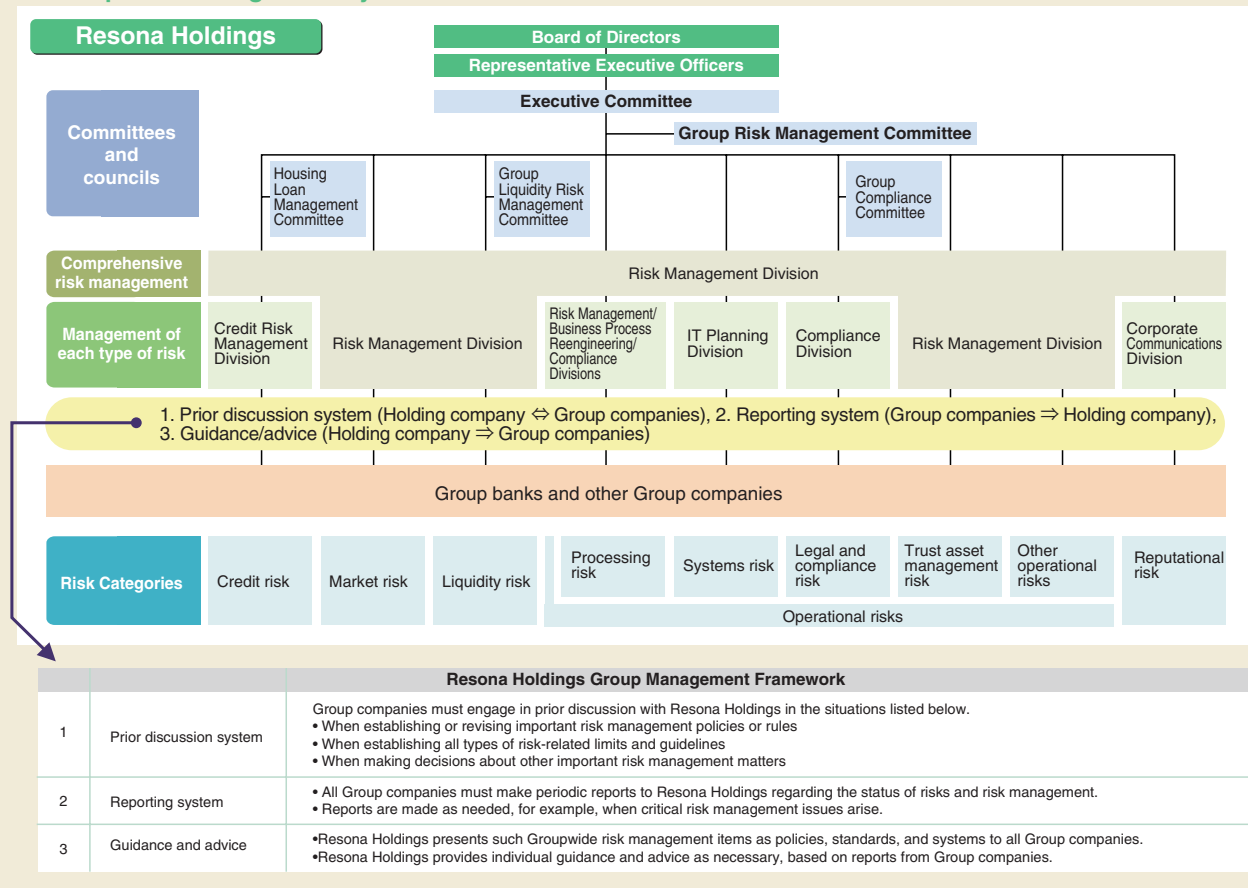 Resona Holdings
Board of Directors
Representative Executive Officers
Executive Committee
Group Risk Management Committee
Committees
and
councils
Housing
Loan
Management
Committee
Group
Liquidity Risk
Management
Committee
Group
Compliance
Committee
Comprehensive
risk management
Risk Management Division
Management of
each type of risk
Credit Risk
Management
Division
Risk Management Division
Risk Management/
Business Process
Reengineering/
Compliance
Divisions
IT Planning
Division
Compliance
Division
Risk Management Division
Corporate
Communications
Division
1. Prior discussion system (Holding company ⇔ Group companies), 2. Reporting system (Group companies ⇒ Holding company),
3. Guidance/advice (Holding company ⇒ Group companies)
Group banks and other Group companies
Risk Categories
Credit risk
Market risk
Liquidity risk
Processing
risk
Systems risk
Legal and
compliance
risk
Trust asset
management
risk
Other
operational
risks
Reputational
risk
Operational risks
Resona Holdings Group Management Framework
1
Prior discussion system
Group companies must engage in prior discussion with Resona Holdings in the situations listed below.
• When establishing or revising important risk management policies or rules
• When establishing all types of risk-related limits and guidelines
• When making decisions about other important risk management matters
2
Reporting system
• All Group companies must make periodic reports to Resona Holdings regarding the status of risks and risk management.
• Reports are made as needed, for example, when critical risk management issues arise.
3
Guidance and advice
•Resona Holdings presents such Groupwide risk management items as policies, standards, and systems to all Group companies.
•Resona Holdings provides individual guidance and advice as necessary, based on reports from Group companies.